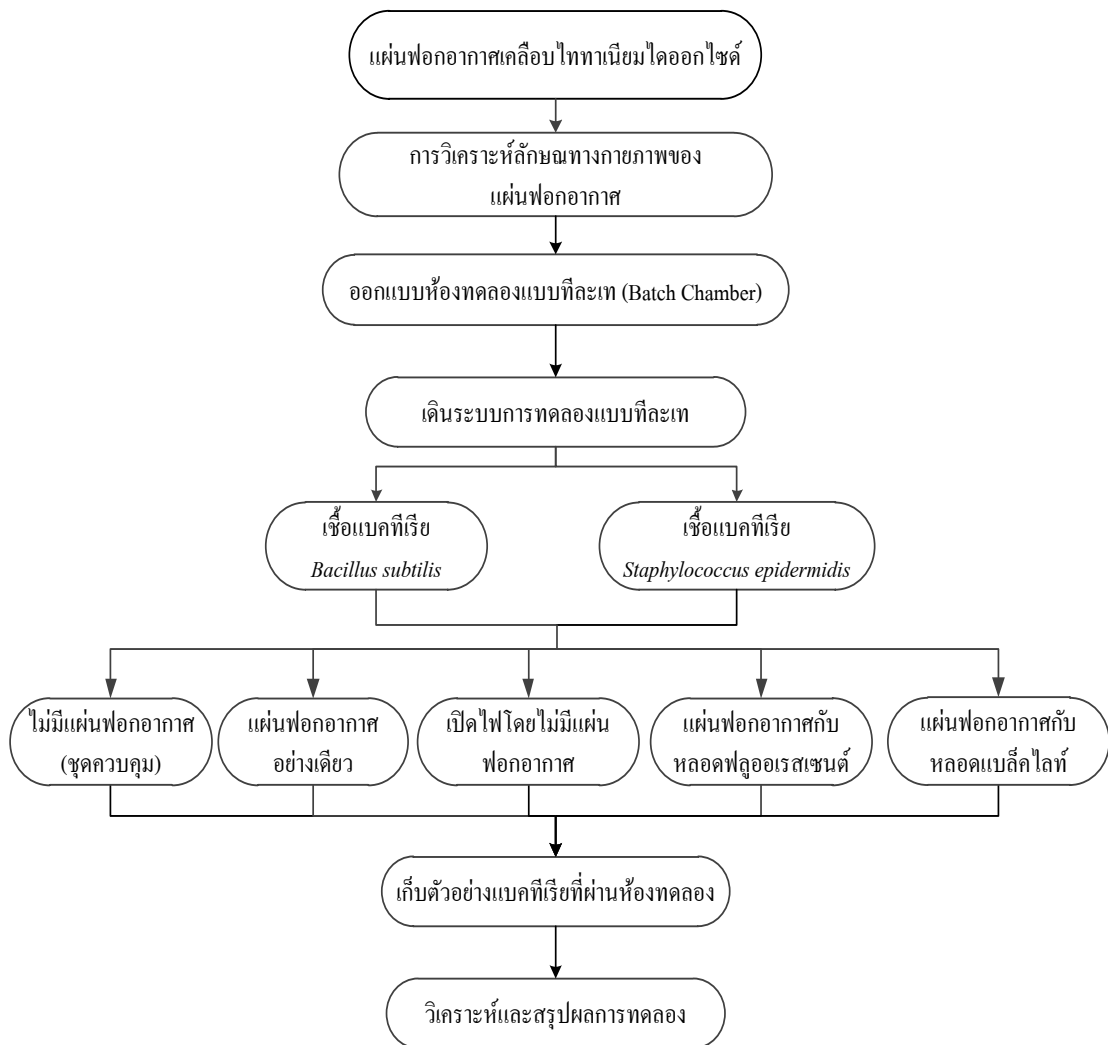 แผ่นฟอกอากาศเคลือบไททาเนียมไดออกไซด์
การวิเคราะห์ลักษณทางกายภาพของ
แผ่นฟอกอากาศ
ออกแบบห้องทดลองแบบทีละเท (Batch Chamber)
เดินระบบการทดลองแบบทีละเท
เชื้อแบคทีเรีย
Bacillus subtilis
เชื้อแบคทีเรีย
Staphylococcus epidermidis
ไม่มีแผ่นฟอกอากาศ
(ชุดควบคุม)
แผ่นฟอกอากาศ
อย่างเดียว
เปิดไฟโดยไม่มีแผ่น
ฟอกอากาศ
แผ่นฟอกอากาศกับ
หลอดฟลูออเรสเซนต์
แผ่นฟอกอากาศกับ
หลอดแบล็คไลท์
เก็บตัวอย่างแบคทีเรียที่ผ่านห้องทดลอง
วิเคราะห์และสรุปผลการทดลอง